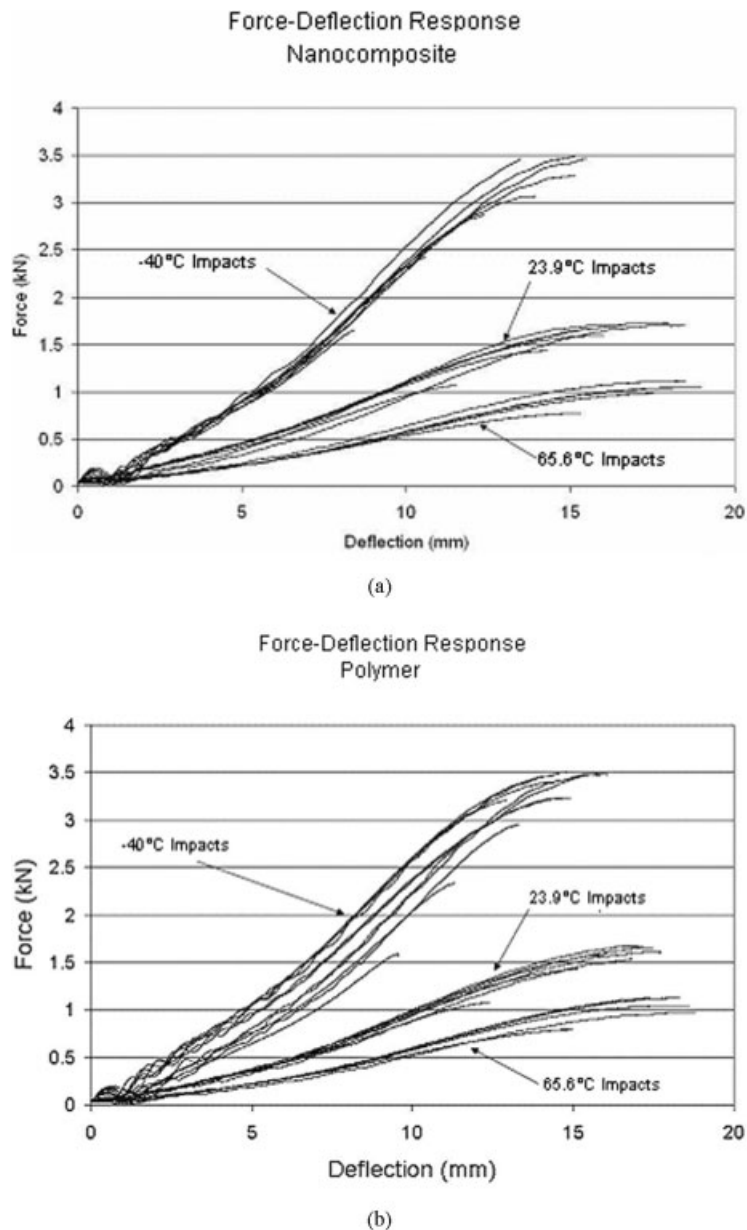 Force-Deflection Response
Nanocomposite
4
3.5
3
2.5
2
1.5
1
0.5
0
Force (kN)
-40°C Impacts
23.9°C Impacts
65.6°C Impacts
0 5 10 15 20
Deflection (mm)
(a)
Force-Deflection Response
Polymer
4
3.5
3
2.5
2
1.5
1
0.5
0
Force (kN)
-40°C Impacts
23.9°C Impacts
65.6°C Impacts
0 5 10 15 20
Deflection (mm)
(b)